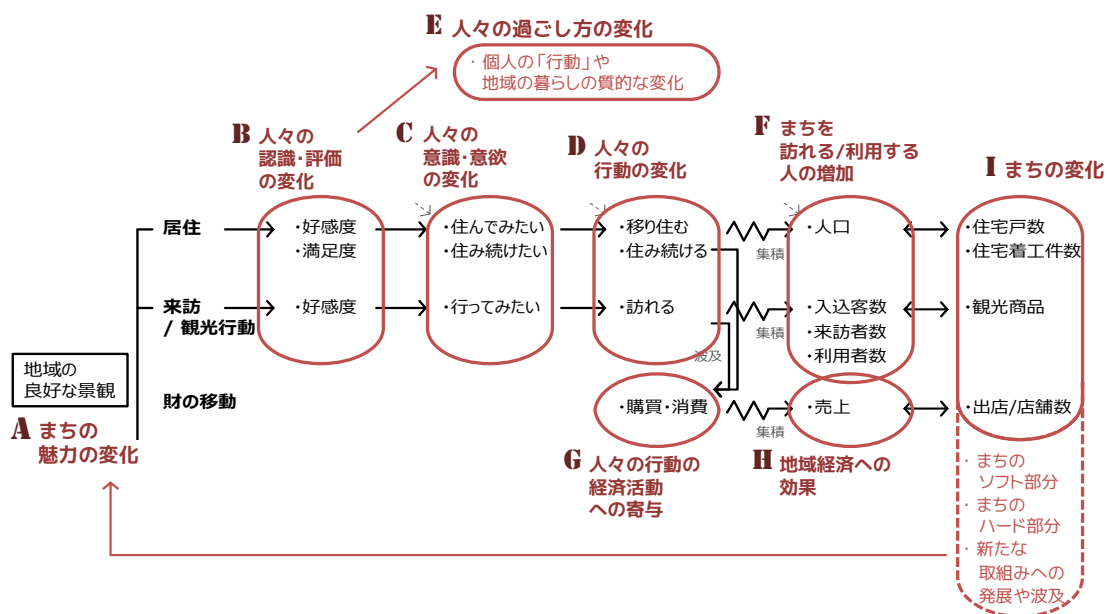 E 人々の過ごし方の変化
・個人の「行動」や
地域の暮らしの質的な変化
B 人々の
認識・評価
の変化
C 人々の
意識・意欲
の変化
D 人々の
行動の変化
F まちを
訪れる/利用する
人の増加
I まちの変化
居住
・好感度
・満足度
・住んでみたい
・住み続けたい
・移り住む
・住み続ける
集積
・人口
・住宅戸数
・住宅着工件数
来訪
/ 観光行動
・好感度
・行ってみたい
・訪れる
集積
・入込客数
・来訪者数
・利用者数
・観光商品
波及
地域の
良好な景観
財の移動
・購買・消費
集積
・売上
・出店/店舗数
A まちの
魅力の変化
G 人々の行動の
経済活動
への寄与
H 地域経済への
効果
・まちの
ソフト部分
・まちの
ハード部分
・新たな
取組みへの
発展や波及